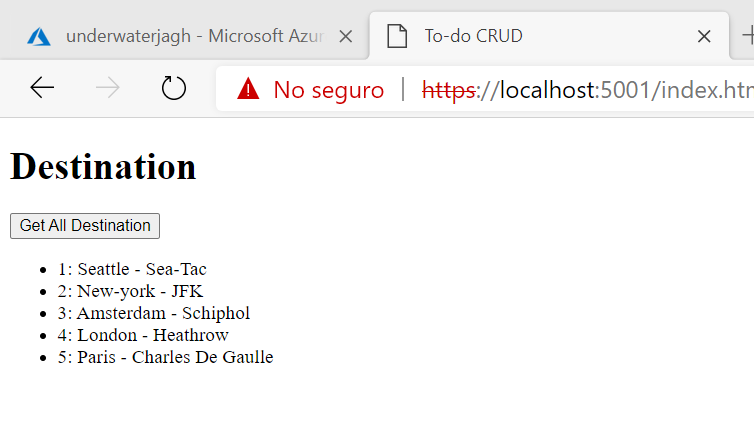 underwaterjagh - Microsoft Azur
To-do CRUD
No seguro | https://localhost:5001/index.htm
Destination
Get All Destination
1: Seattle - Sea-Tac
2: New-york - JFK
3: Amsterdam - Schiphol
4: London - Heathrow
5: Paris - Charles De Gaulle